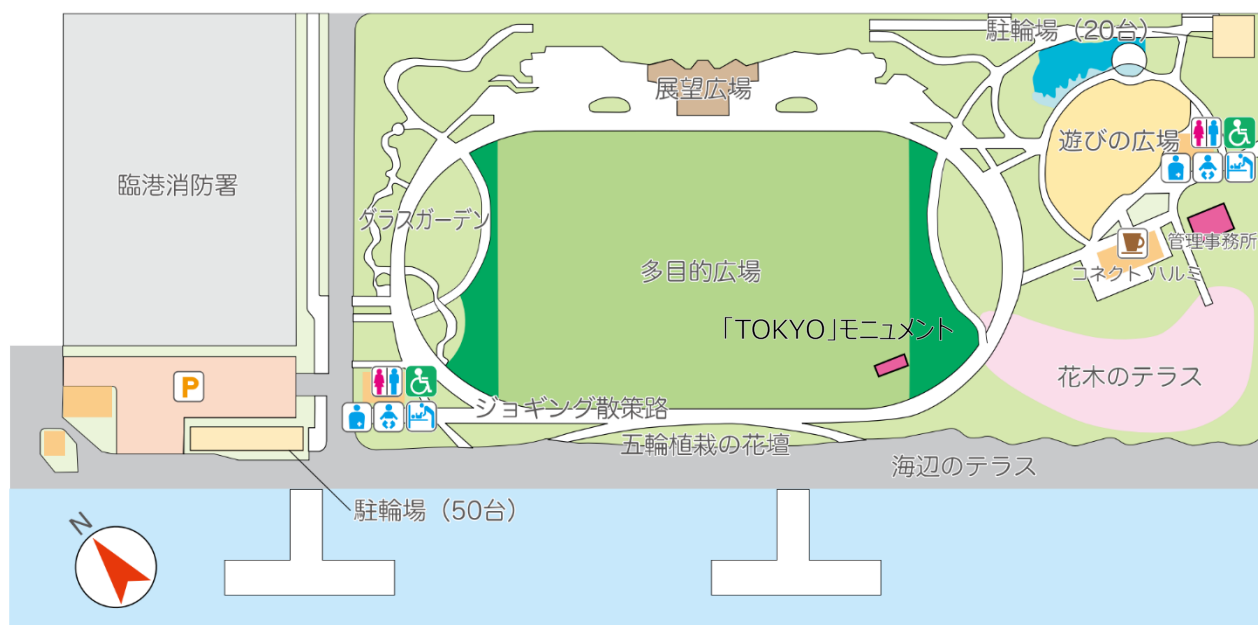 駐輪場（20台）
展望広場
遊びの広場
臨港消防署
グラスガーデン
管理事務所
多目的広場
コネクト ハルミ
「TOKYO」モニュメント
花木のテラス
P
ジョギング散策路
五輪植栽の花壇
海辺のテラス
駐輪場（50台）
N